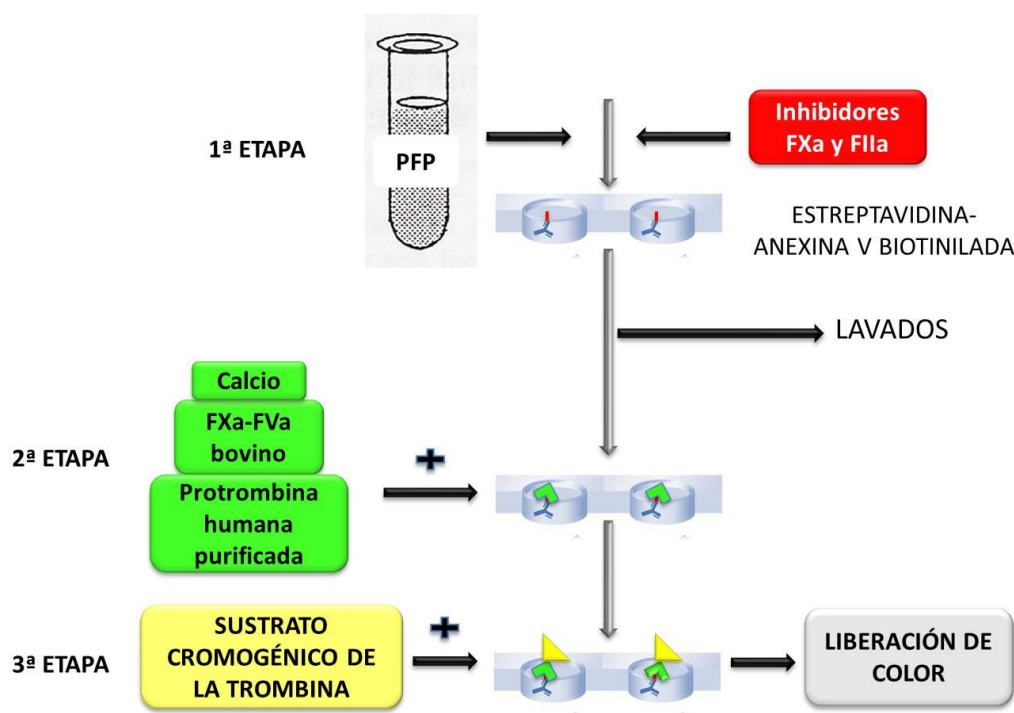 1ª ETAPA
PFP
Inhibidores
FXa y FIIa
ESTREPTAVIDINA-
ANEXINA V BIOTINILADA
LAVADOS
2ª ETAPA
Calcio
FXa-FVa
bovino
Protrombina
humana
purificada
+
3ª ETAPA
SUSTRATO
CROMOGÉNICO DE
LA TROMBINA
+
LIBERACIÓN DE
COLOR